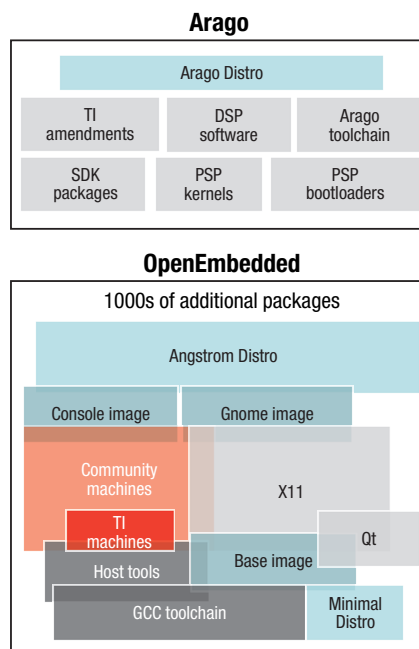 Arago
Arago Distro
TI
amendments
DSP
software
Arago
toolchain
SDK
packages
PSP
kernels
PSP
bootloaders
OpenEmbedded
1000s of additional packages
Angstrom Distro
Console image
Gnome image
Community
machines
X11
TI
machines
Qt
Host tools
Base image
GCC toolchain
Minimal
Distro